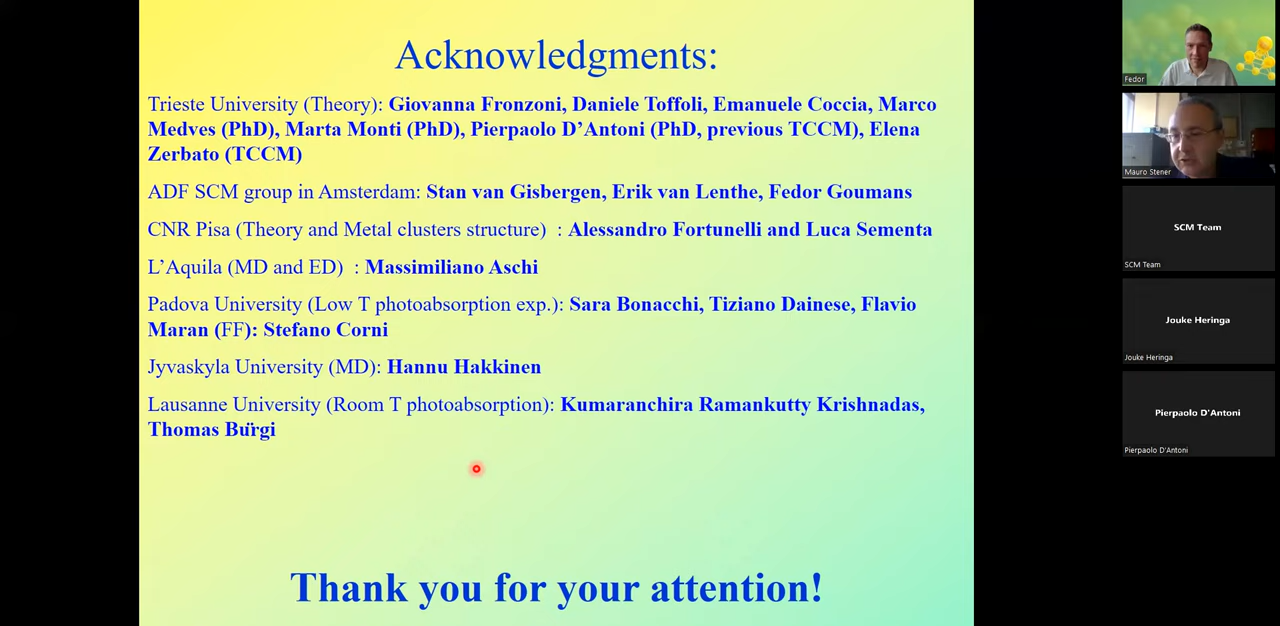 Acknowledgments:
Trieste University (Theory): Giovanna Fronzoni, Daniele Toffoli, Emanuele Coccia, Marco
Medves (PhD), Marta Monti (PhD), Pierpaolo D’Antoni (PhD, previous TCCM), Elena
Zerbato (TCCM)
ADF SCM group in Amsterdam: Stan van Gisbergen, Erik van Lenthe, Fedor Goumans
CNR Pisa (Theory and Metal clusters structure)  : Alessandro Fortunelli and Luca Sementa
L’Aquila (MD and ED)  : Massimiliano Aschi
Padova University (Low T photoabsorption exp.): Sara Bonacchi, Tiziano Dainese, Flavio
Maran (FF): Stefano Corni
Jyvaskyla University (MD): Hannu Hakkinen
Lausanne University (Room T photoabsorption): Kumaranchira Ramankutty Krishnadas,
Thomas Bürgi
Thank you for your attention!
Fedor
Mauro Stener
SCM Team
SCM Team
Jouke Heringa
Jouke Heringa
Pierpaolo D'Antoni
Pierpaolo D'Antoni